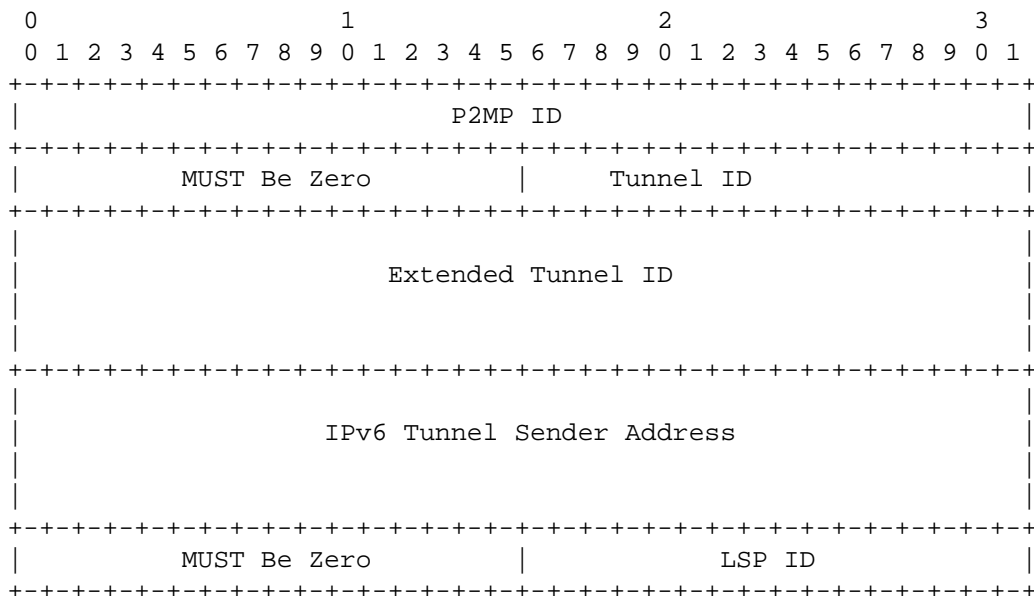 0                   1                   2                   3
 0 1 2 3 4 5 6 7 8 9 0 1 2 3 4 5 6 7 8 9 0 1 2 3 4 5 6 7 8 9 0 1
+-+-+-+-+-+-+-+-+-+-+-+-+-+-+-+-+-+-+-+-+-+-+-+-+-+-+-+-+-+-+-+-+
|                           P2MP ID                             |
+-+-+-+-+-+-+-+-+-+-+-+-+-+-+-+-+-+-+-+-+-+-+-+-+-+-+-+-+-+-+-+-+
|          MUST Be Zero         |     Tunnel ID                 |
+-+-+-+-+-+-+-+-+-+-+-+-+-+-+-+-+-+-+-+-+-+-+-+-+-+-+-+-+-+-+-+-+
|                                                               |
|                       Extended Tunnel ID                      |
|                                                               |
|                                                               |
+-+-+-+-+-+-+-+-+-+-+-+-+-+-+-+-+-+-+-+-+-+-+-+-+-+-+-+-+-+-+-+-+
|                                                               |
|                   IPv6 Tunnel Sender Address                  |
|                                                               |
|                                                               |
+-+-+-+-+-+-+-+-+-+-+-+-+-+-+-+-+-+-+-+-+-+-+-+-+-+-+-+-+-+-+-+-+
|          MUST Be Zero         |            LSP ID             |
+-+-+-+-+-+-+-+-+-+-+-+-+-+-+-+-+-+-+-+-+-+-+-+-+-+-+-+-+-+-+-+-+